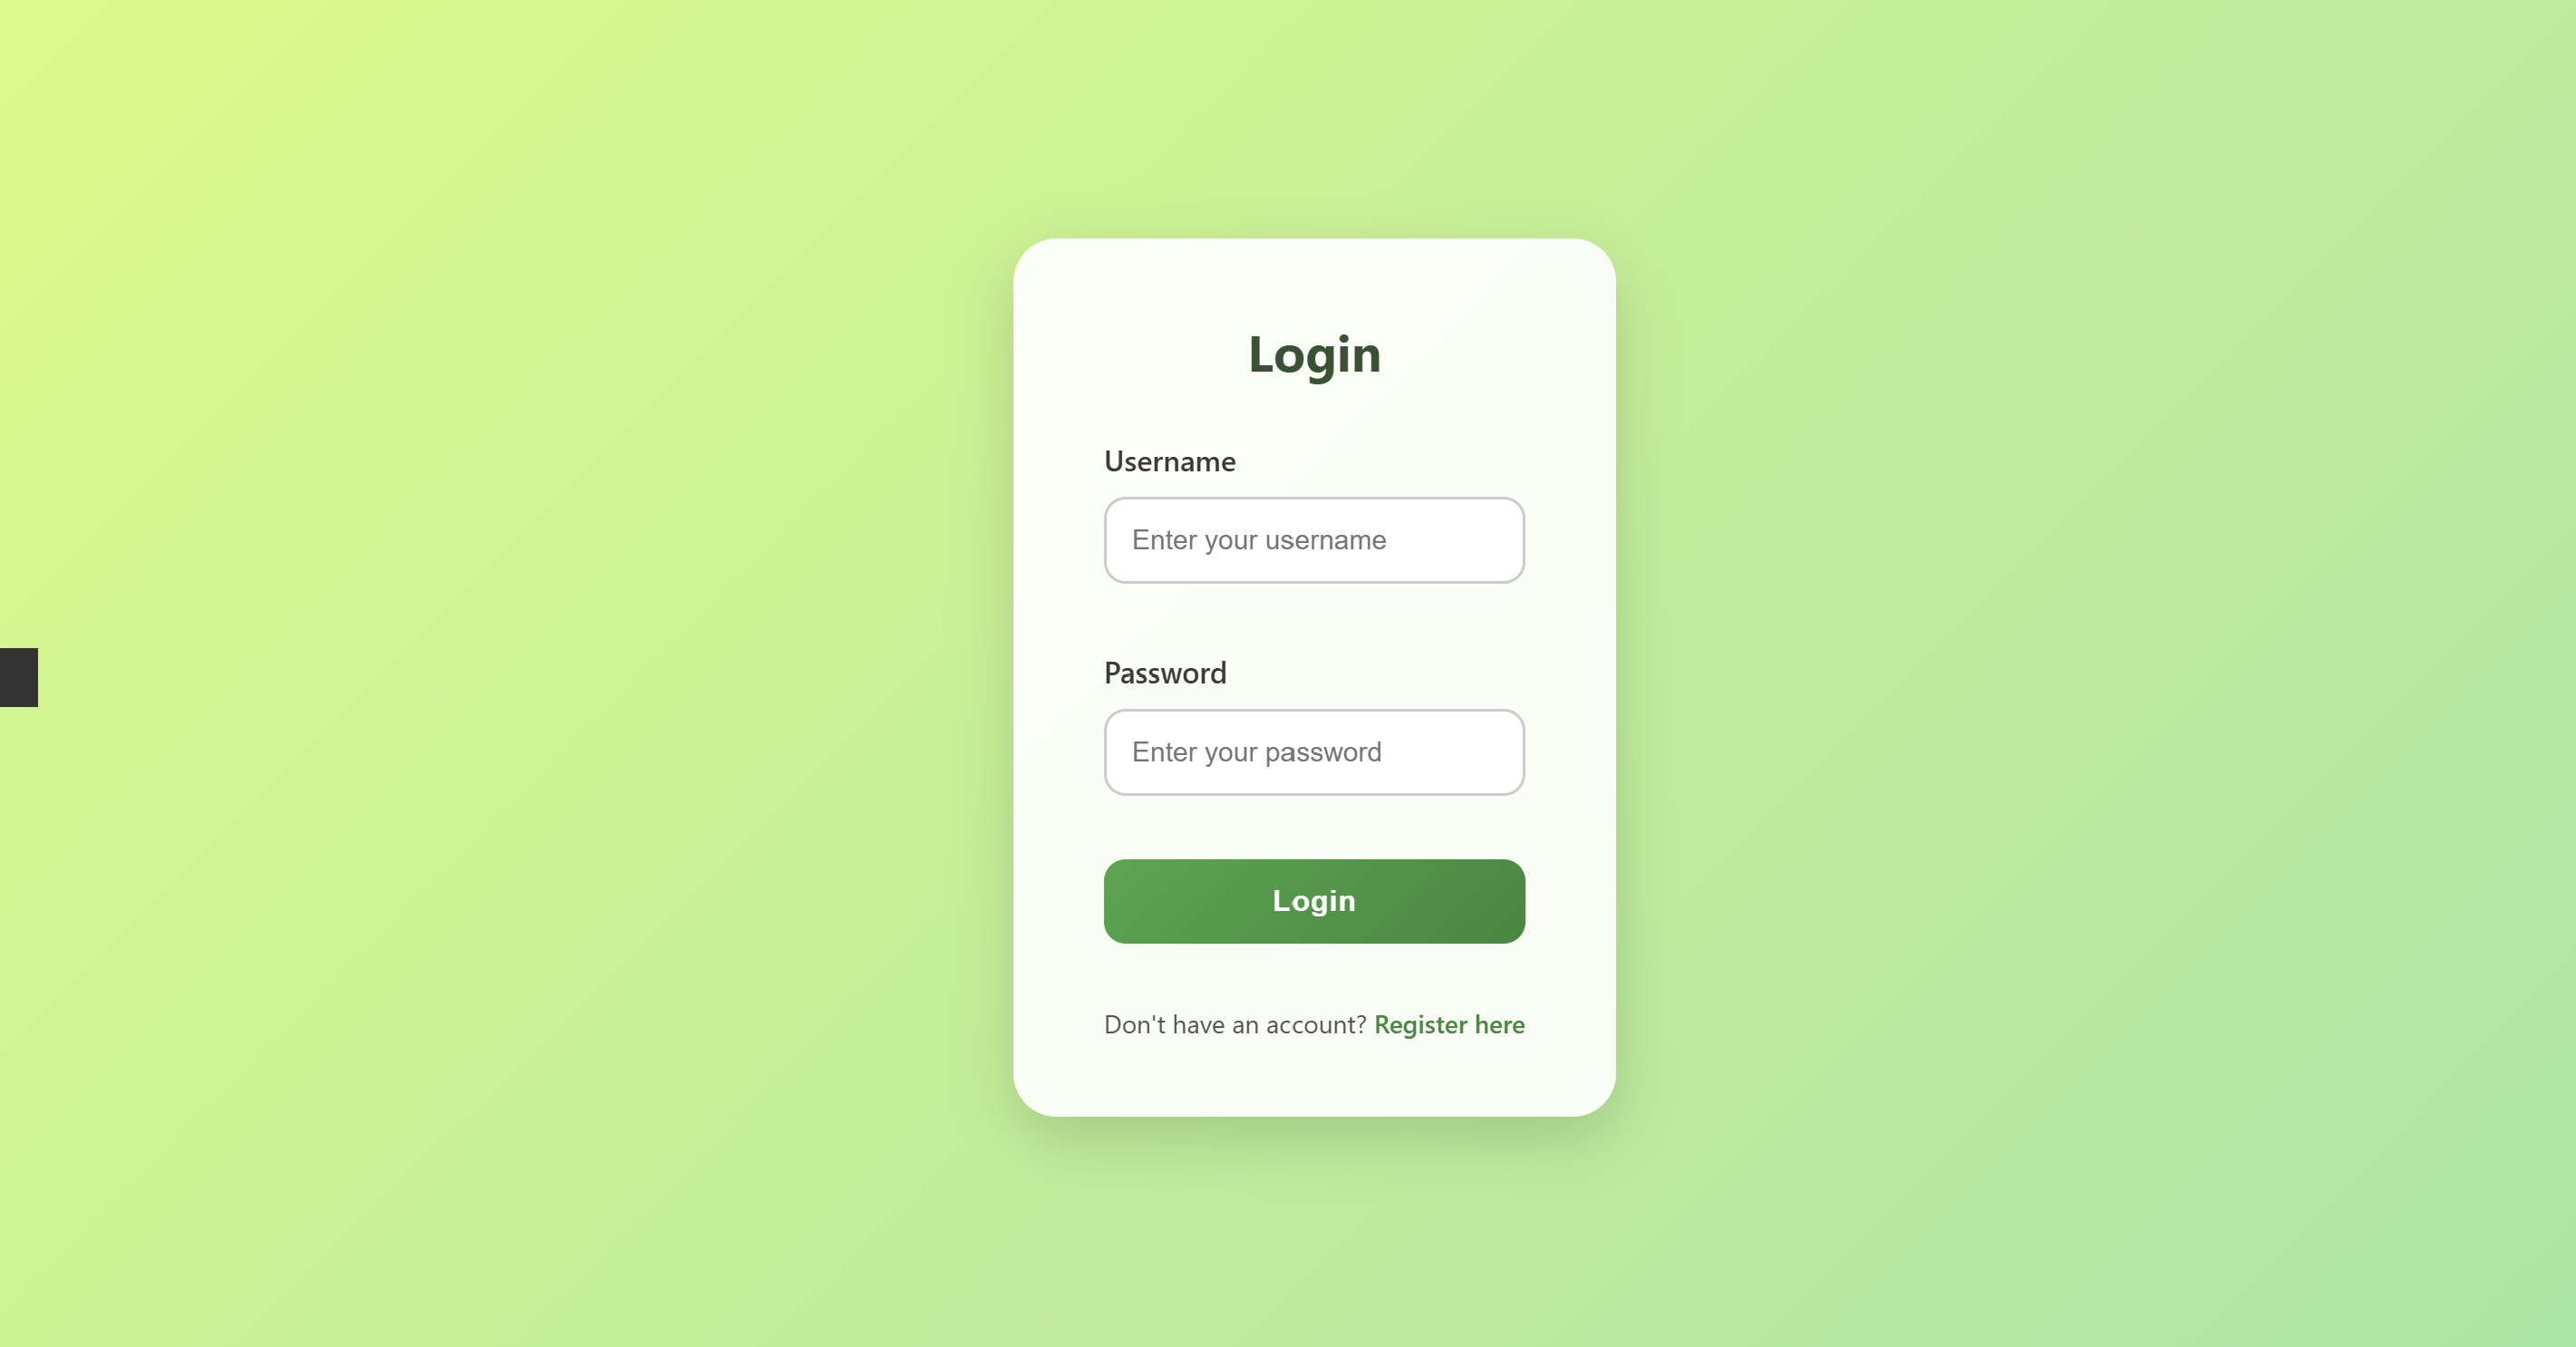 Login
Username
Enter your username
Password
Enter your password
Login
Don't have an account? Register here